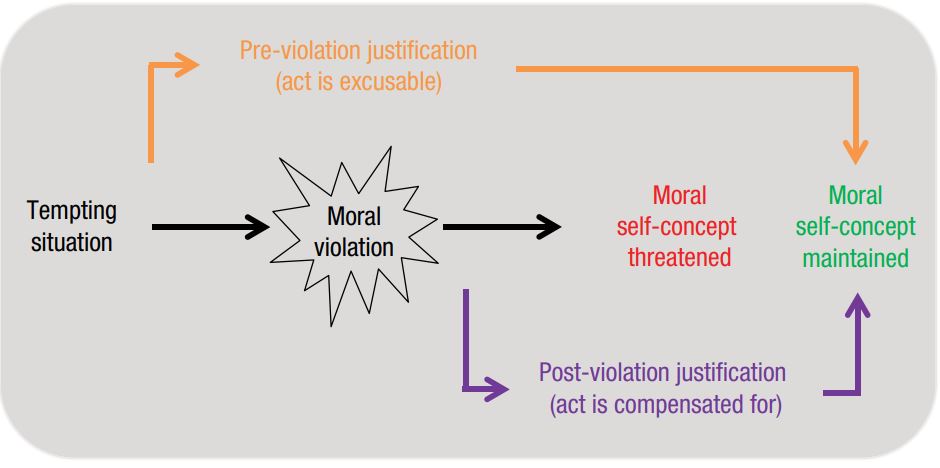 Pre-violation justification
(act is excusable)
Tempting
situation
Moral
violation
Moral
self-concept
threatened
Moral
self-concept
maintained
Post-violation justification
(act is compensated for)